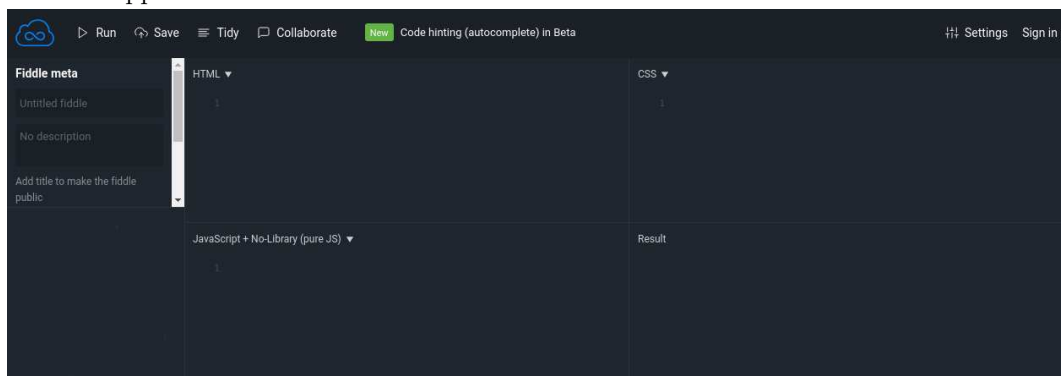 Run Save Tidy Collaborate New Code hinting (autocomplete) in Beta Settings Sign in
Fiddle meta
Untitled fiddle
No description
Add title to make the fiddle
public
HTML ▼
1
CSS ▼
1
JavaScript + No-Library (pure JS) ▼
1
Result